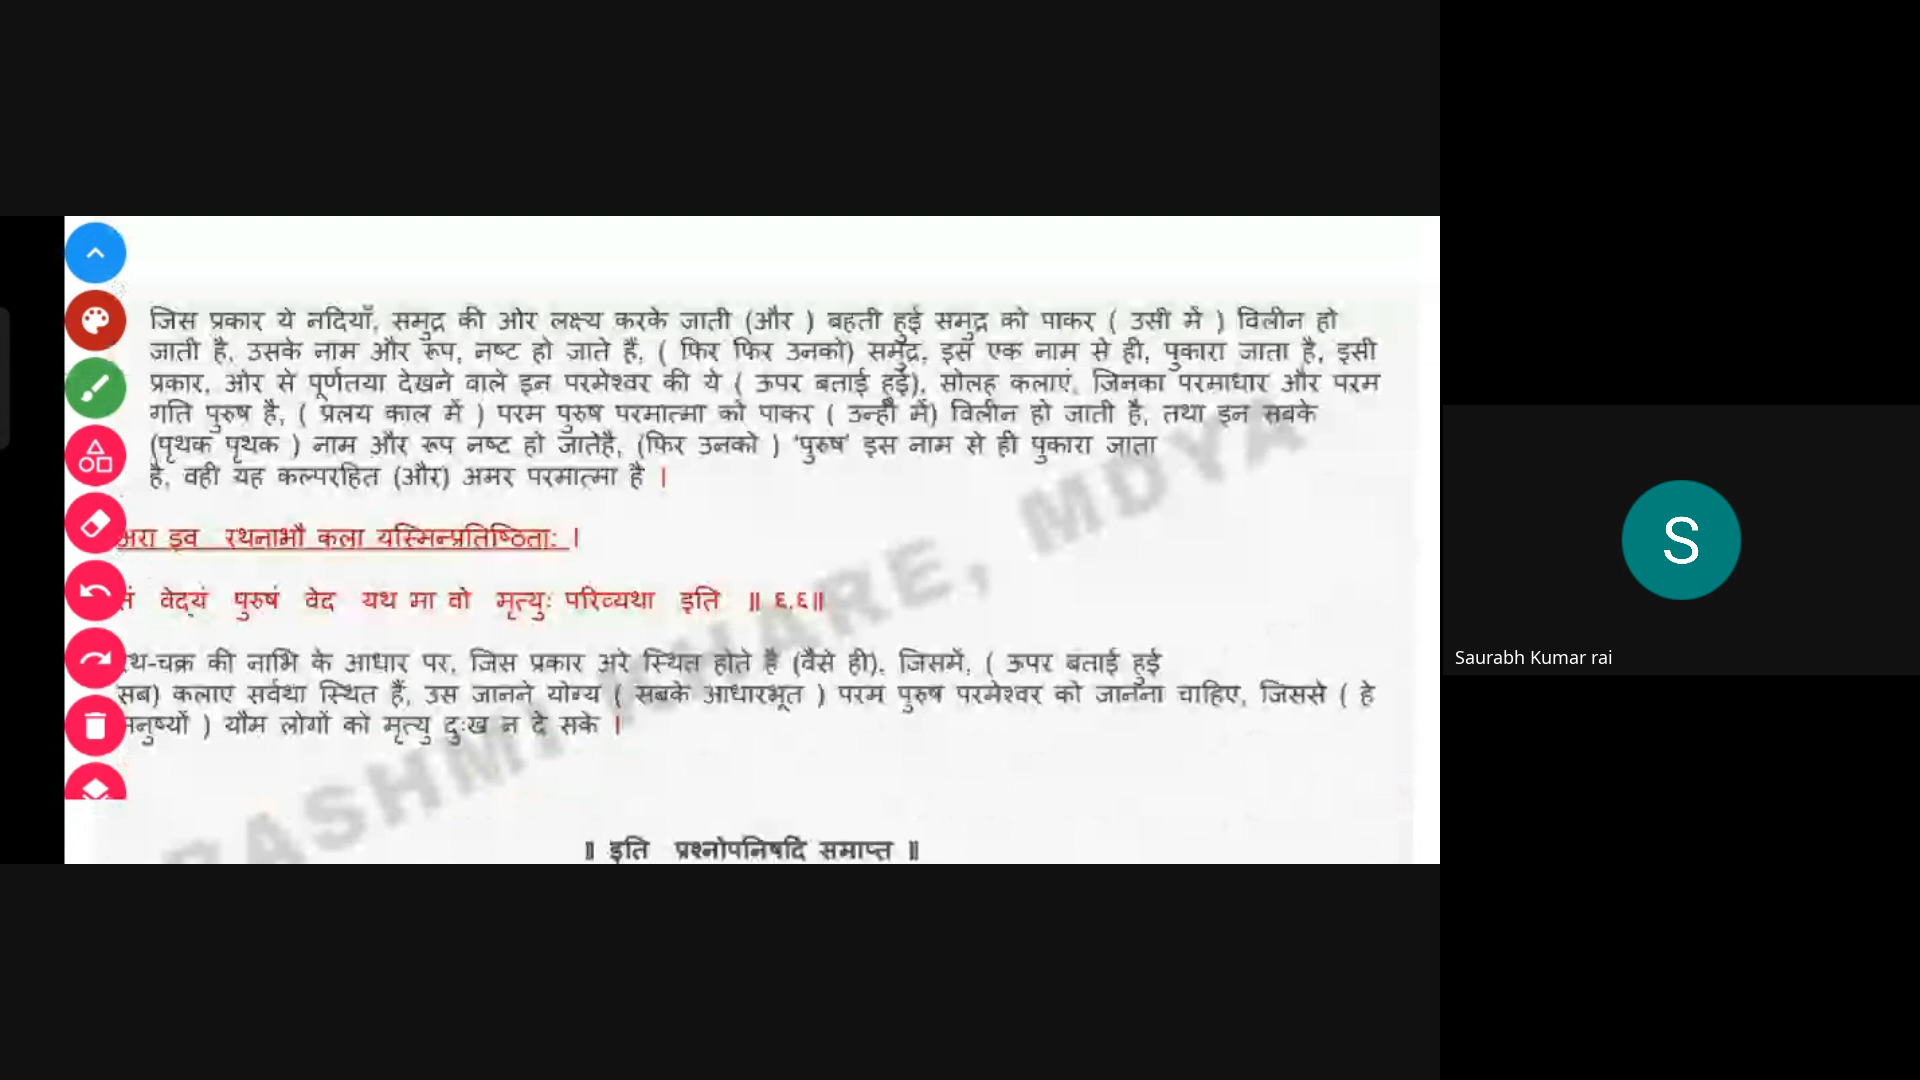 जिस प्रकार ये नदियाँ, समुद्र की ओर लक्ष्य करके जाती (और ) बहती हुई समुद्र को पाकर ( उसी में ) विलीन हो
जाती है, उसके नाम और रूप, नष्ट हो जाते हैं, ( फिर फिर उनको) समुद्र, इस एक नाम से ही, पुकारा जाता है, इसी
प्रकार, ओर से पूर्णतया देखने वाले इन परमेश्वर की ये ( ऊपर बताई हुई), सोलह कलाएं, जिनका परमाधार और परम
गति पुरुष है, ( प्रलय काल में ) परम पुरुष परमात्मा को पाकर ( उन्हीं में) विलीन हो जाती है, तथा इन सबके
(पृथक पृथक ) नाम और रूप नष्ट हो जातेहै, (फिर उनको ) 'पुरुष' इस नाम से ही पुकारा जाता
है, वही यह कल्परहित (और) अमर परमात्मा है |
अरा इव रथनाभौ कला यस्मिन्प्रतिष्ठिता: |
तं वेद्यं पुरुषं वेद यथ मा वो मृत्युः परिव्यथा इति ॥ ६.६॥
रथ-चक्र की नाभि के आधार पर, जिस प्रकार अरे स्थित होते है (वैसे ही), जिसमें, ( ऊपर बताई हुई
सब) कलाएं सर्वथा स्थित हैं, उस जानने योग्य ( सबके आधारभूत ) परम पुरुष परमेश्वर को जानना चाहिए, जिससे ( हे
मनुष्यों ) यौम लोगों को मृत्यु दुःख न दे सके |
॥ इति प्रश्नोपनिषदि समाप्त ॥
RASHMI KHARE, MDYA
S
Saurabh Kumar rai